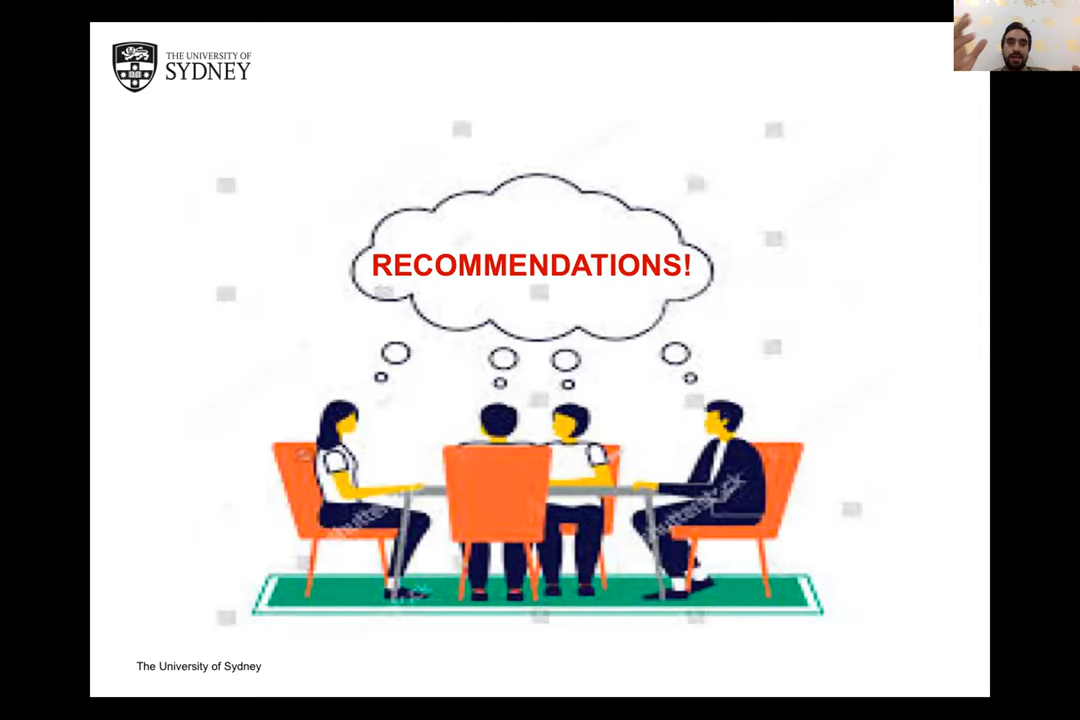 THE UNIVERSITY OF
SYDNEY
RECOMMENDATIONS!
The University of Sydney